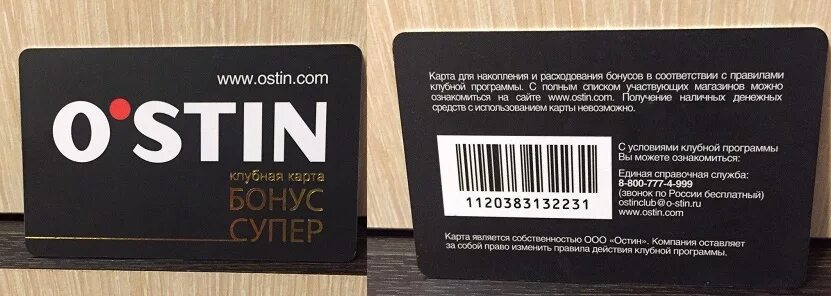 www.ostin.com
O'STIN
клубная карта
БОНУС
СУПЕР
Карта для накопления и расходования бонусов в соответствии с правилами
клубной программы. С полным списком участвующих магазинов можно
ознакомиться на сайте www.ostin.com. Получение наличных денежных
средств с использованием карты невозможно.
1120383132231
С условиями клубной программы
Вы можете ознакомиться:
Единая справочная служба:
8-800-777-4-999
(звонок по России бесплатный)
ostinclub@o-stin.ru
www.ostin.com
Карта является собственностью ООО «Остин». Компания оставляет
за собой право изменить правила действия клубной программы.